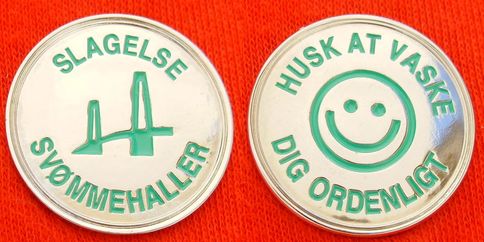 SLAGELSE
SVØMMEHALLER
HUSK AT VASKE
DIG ORDENLIGT